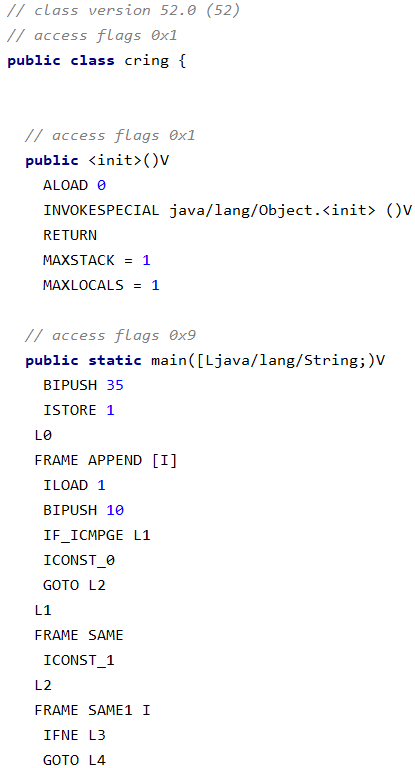 // class version 52.0 (52)
// access flags 0x1
public class cring {
// access flags 0x1
public <init>()V
ALOAD 0
INVOKESPECIAL java/lang/Object.<init> ()V
RETURN
MAXSTACK = 1
MAXLOCALS = 1
// access flags 0x9
public static main([Ljava/lang/String;)V
BIPUSH 35
ISTORE 1
L0
FRAME APPEND [I]
ILOAD 1
BIPUSH 10
IF_ICMPGE L1
ICONST_0
GOTO L2
L1
FRAME SAME
ICONST_1
L2
FRAME SAME1 I
IFNE L3
GOTO L4